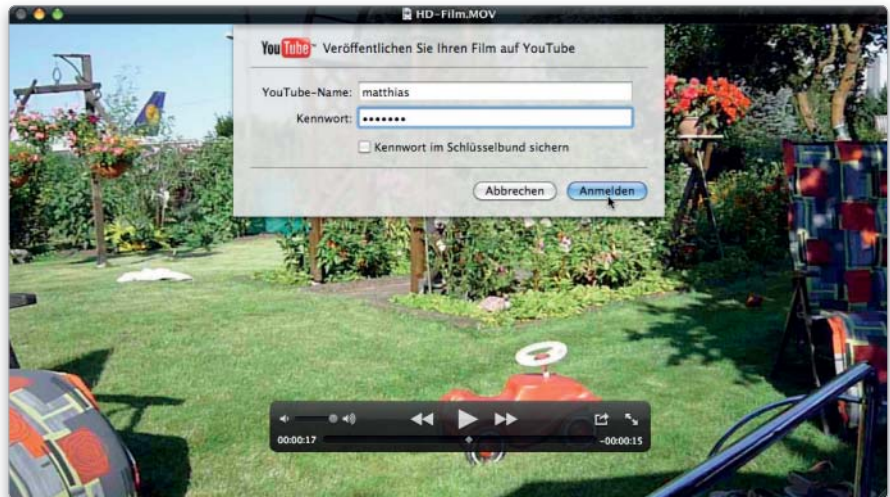 HD-Film.MOV
YouTube™ Veröffentlichen Sie Ihren Film auf YouTube
YouTube-Name: matthias
Kennwort: •••••••
Kennwort im Schlüsselbund sichern
Abbrechen Anmelden
00:00:17 -00:00:15